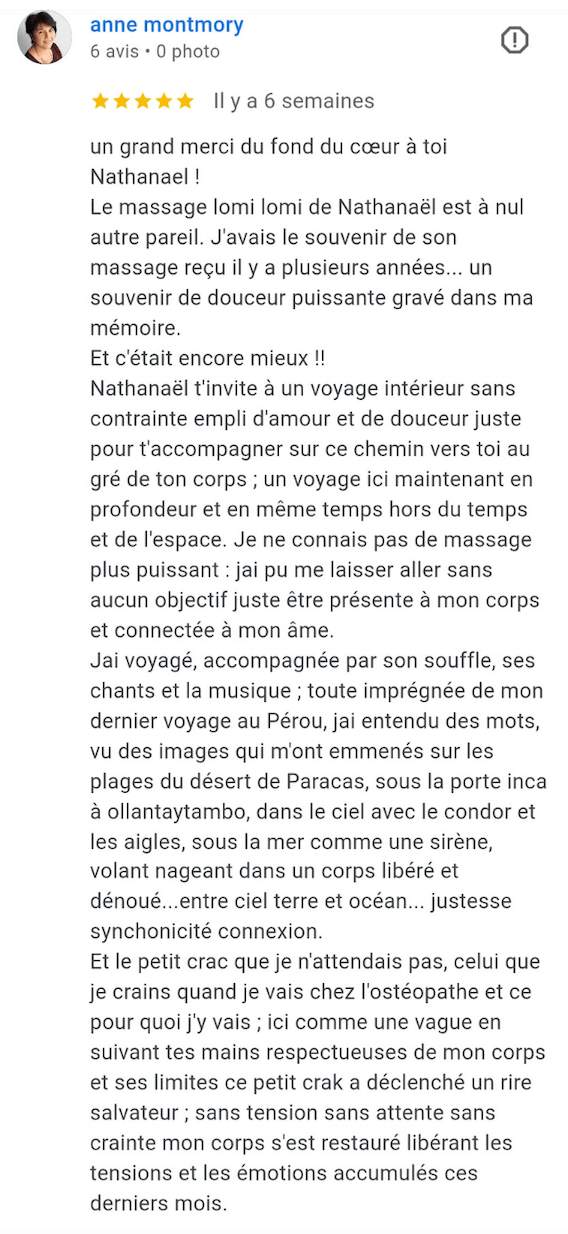 anne montmory
6 avis • 0 photo
Il y a 6 semaines
un grand merci du fond du cœur à toi
Nathanael !
Le massage lomi lomi de Nathanaël est à nul
autre pareil. J'avais le souvenir de son
massage reçu il y a plusieurs années... un
souvenir de douceur puissante gravé dans ma
mémoire.
Et c'était encore mieux !!
Nathanaël t'invite à un voyage intérieur sans
contrainte empli d'amour et de douceur juste
pour t'accompagner sur ce chemin vers toi au
gré de ton corps ; un voyage ici maintenant en
profondeur et en même temps hors du temps
et de l'espace. Je ne connais pas de massage
plus puissant : jai pu me laisser aller sans
aucun objectif juste être présente à mon corps
et connectée à mon âme.
Jai voyagé, accompagnée par son souffle, ses
chants et la musique ; toute imprégnée de mon
dernier voyage au Pérou, jai entendu des mots,
vu des images qui m'ont emmenés sur les
plages du désert de Paracas, sous la porte inca
à ollantaytambo, dans le ciel avec le condor et
les aigles, sous la mer comme une sirène,
volant nageant dans un corps libéré et
dénoué...entre ciel terre et océan... justesse
synchonicité connexion.
Et le petit crac que je n'attendais pas, celui que
je crains quand je vais chez l'ostéopathe et ce
pour quoi j'y vais ; ici comme une vague en
suivant tes mains respectueuses de mon corps
et ses limites ce petit crak a déclenché un rire
salvateur ; sans tension sans attente sans
crainte mon corps s'est restauré libérant les
tensions et les émotions accumulés ces
derniers mois.